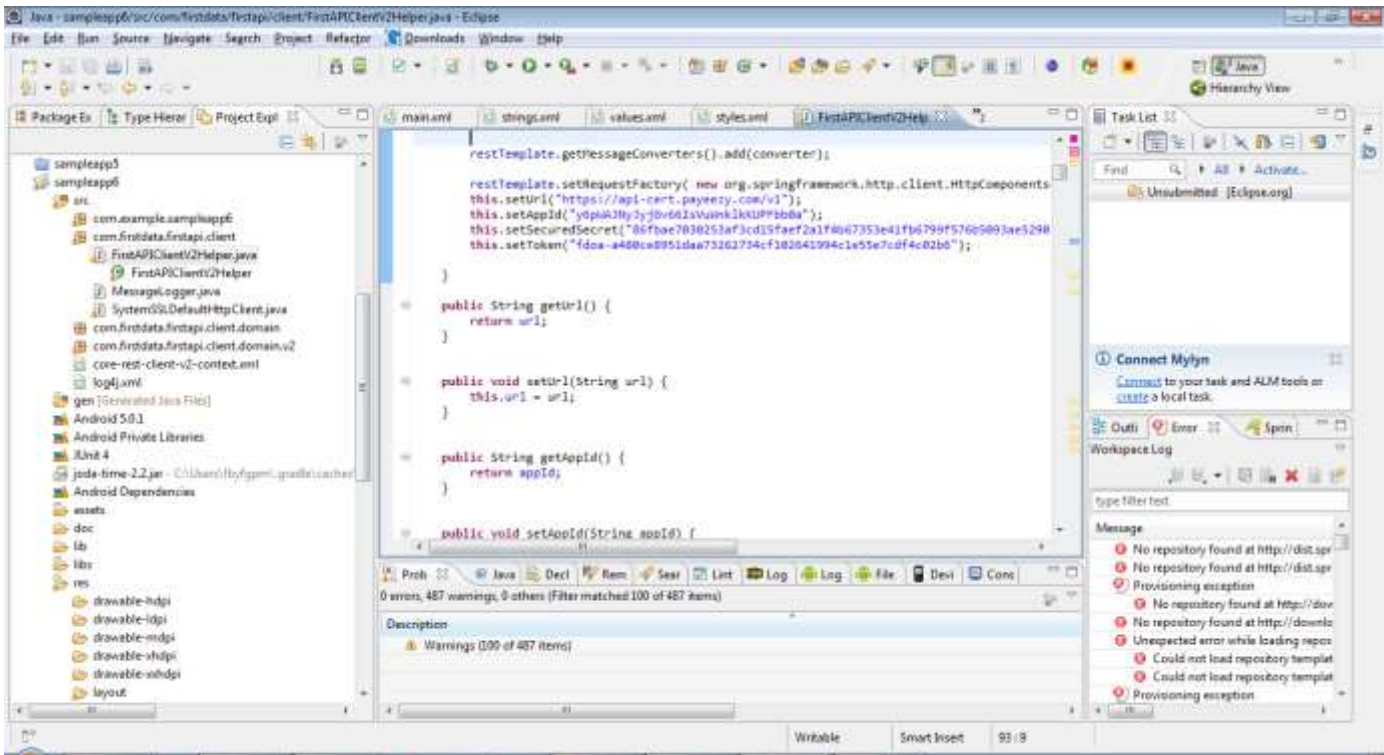 Java - sampleapp6/src/com/firstdata/firstapi/client/FirstAPIClientV2Helper.java - Eclipse
File Edit Run Source Navigate Search Project Refactor Downloads Window Help
Java
Hierarchy View
Package Ex Type Hierar Project Expl
sampleapp5
sampleapp6
src
com.example.sampleapp6
com.firstdata.firstapi.client
FirstAPIClientV2Helper.java
FirstAPIClientV2Helper
MessageLogger.java
SystemSSLDefaultHttpClient.java
com.firstdata.firstapi.client.domain
com.firstdata.firstapi.client.domain.v2
core-rest-client-v2-context.xml
log4j.xml
gen [Generated Java Files]
Android 5.0.1
Android Private Libraries
JUnit 4
joda-time-2.2.jar
Android Dependencies
assets
doc
lib
libs
res
drawable-hdpi
drawable-ldpi
drawable-mdpi
drawable-xhdpi
drawable-xxhdpi
layout
main.xml strings.xml values.xml styles.xml FirstAPIClientV2Help
restTemplate.getMessageConverters().add(converter);
restTemplate.setRequestFactory( new org.springframework.http.client.HttpComponents
this.setUrl("https://api-cert.payeezy.com/v1");
this.setAppId(
this.setSecuredSecret(
this.setToken(
}
public String getUrl() {
return url;
}
public void setUrl(String url) {
this.url = url;
}
public String getAppId() {
return appId;
}
public void setAppId(String appId) {
Prob Java Decl Rem Sear Lint Log Log File Devi Cons
0 errors, 487 warnings, 0 others (Filter matched 100 of 487 items)
Description
Warnings (100 of 487 items)
Task List
Find All Activate...
Unsubmitted [Eclipse.org]
Connect Mylyn
Connect to your task and ALM tools or
create a local task.
Outli Error Sprin
Workspace Log
type filter text
Message
No repository found at http://dist.spr
No repository found at http://dist.spr
Provisioning exception
No repository found at http://dow
No repository found at http://downlo
Unexpected error while loading repos
Could not load repository templat
Could not load repository templat
Provisioning exception
Writable Smart Insert 93 : 9